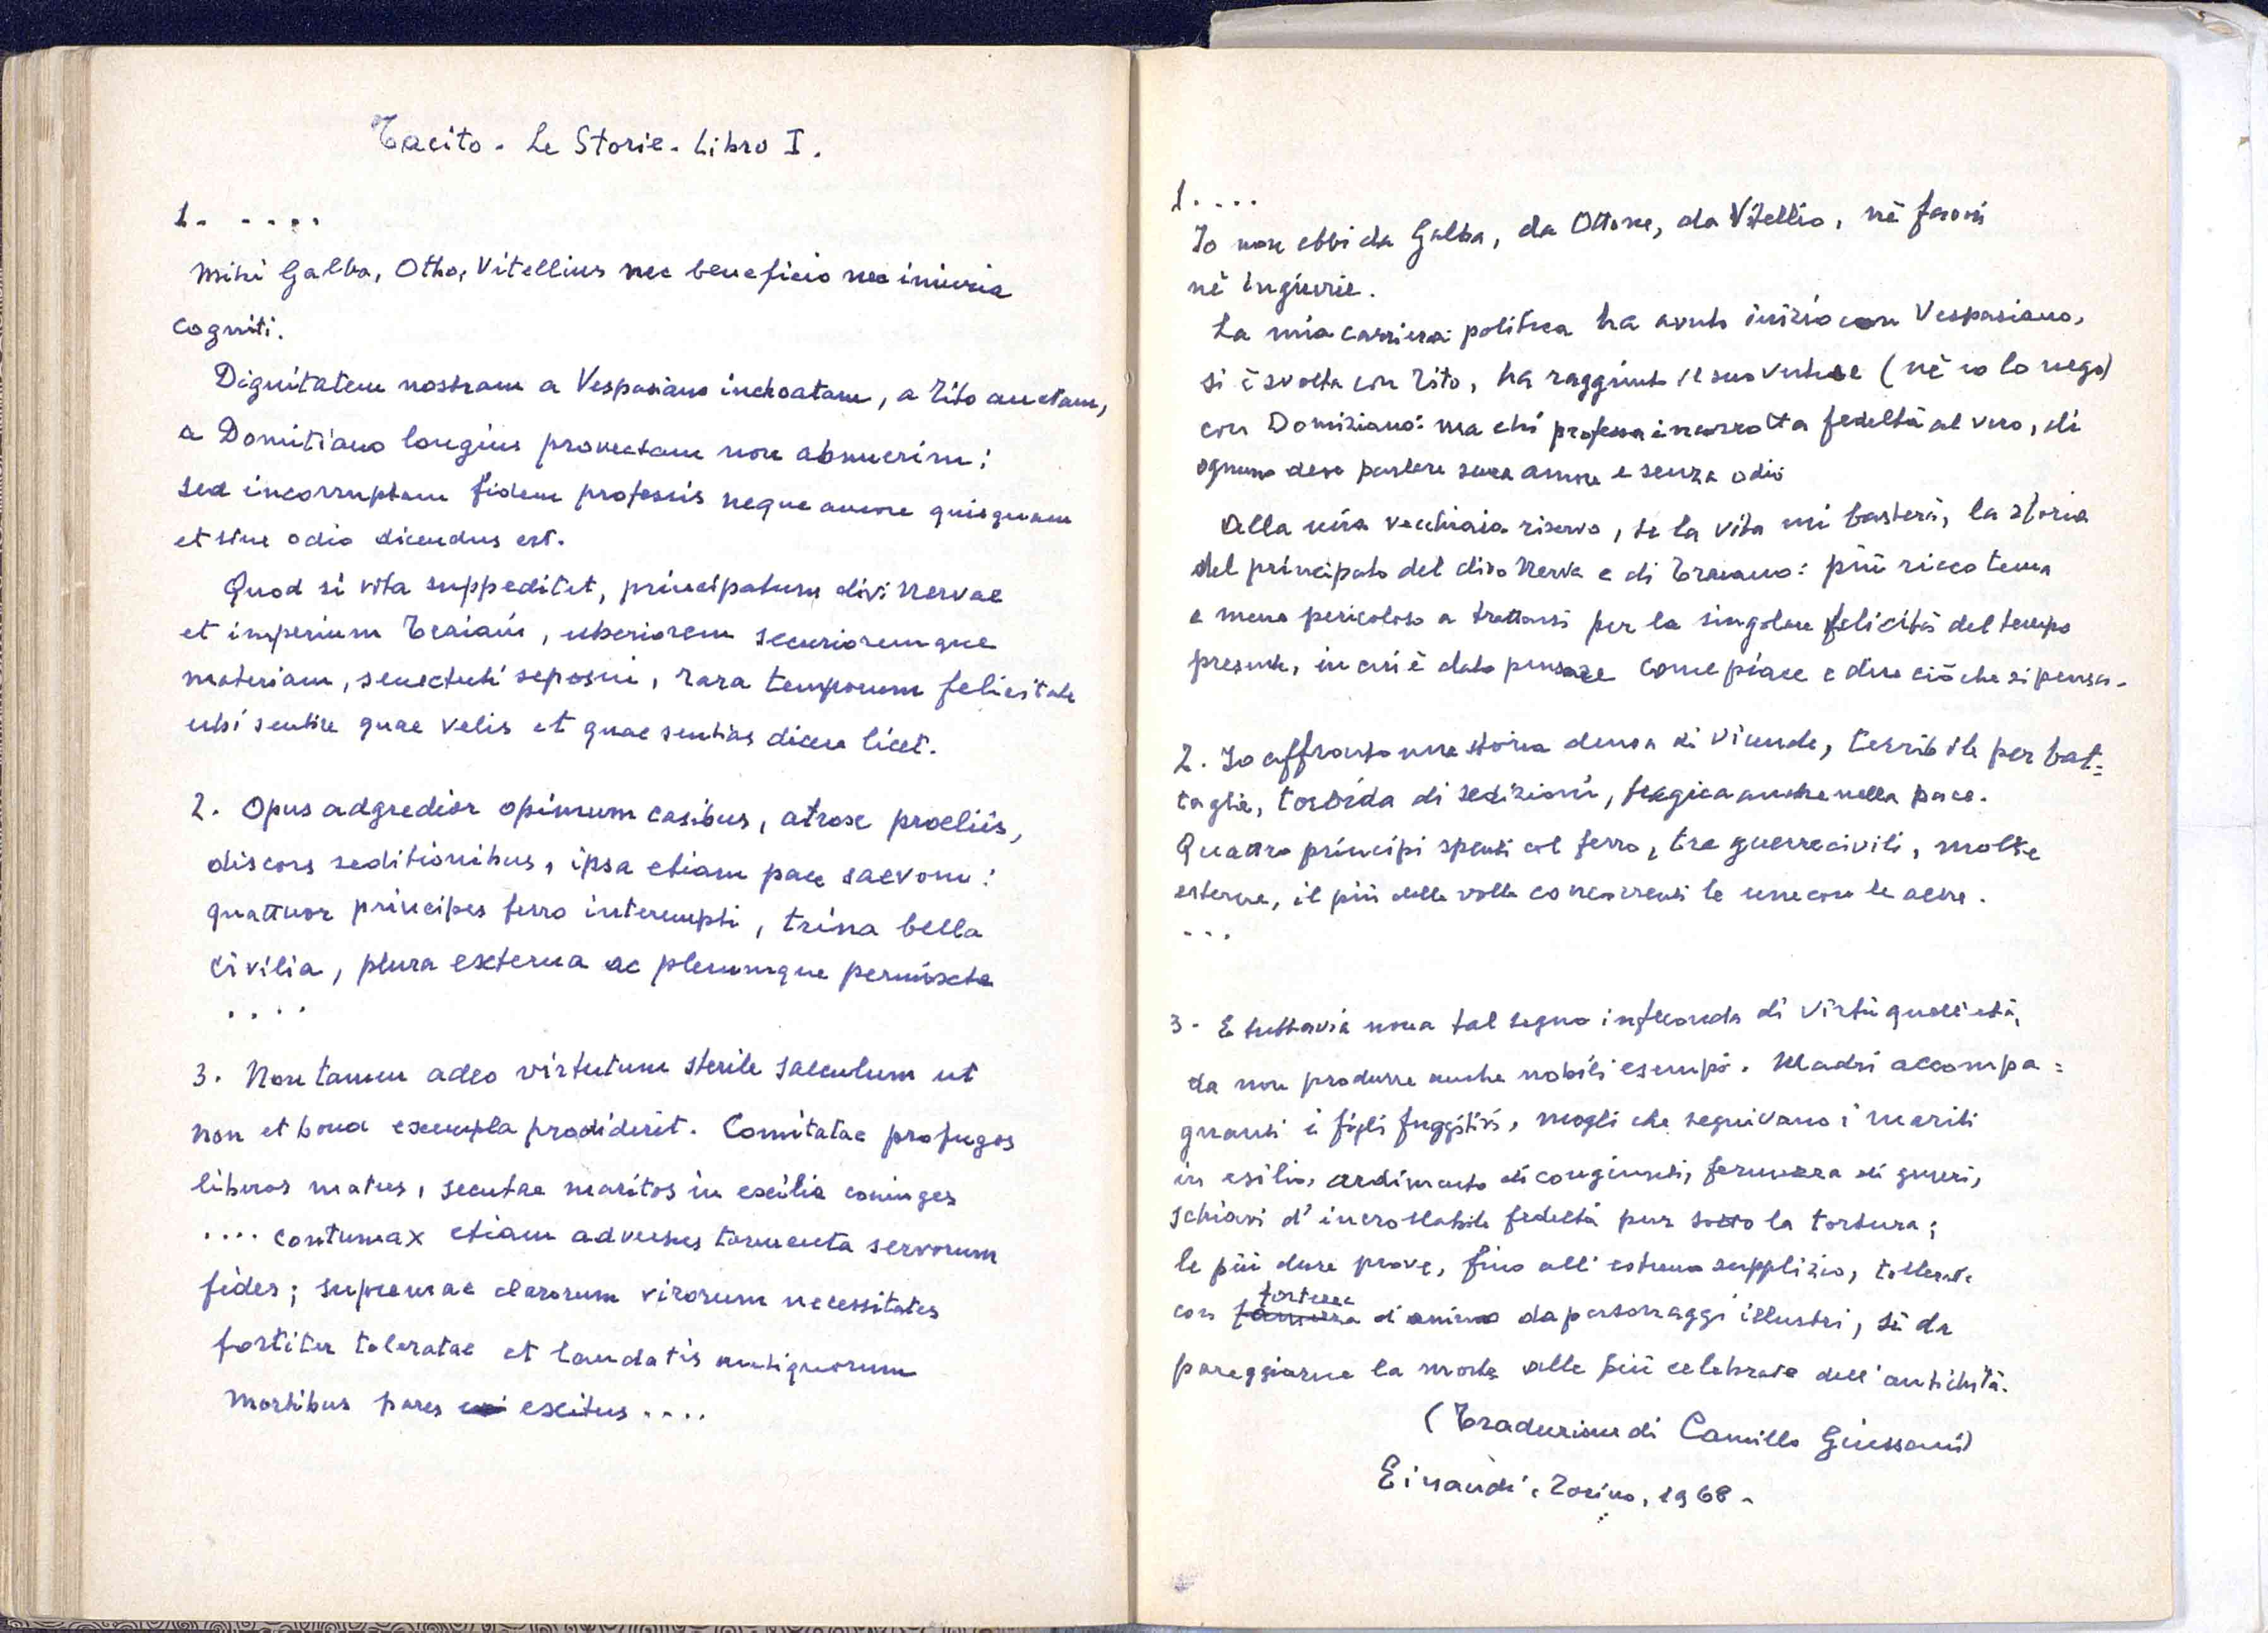 Tacito - Le Storie - Libro I.
1. - . . . .
Mihi Galba, Otho, Vitellius nec beneficio nec iniuria
cogniti.
Dignitatem nostram a Vespasiano inchoatam, a Tito auctam,
a Domitiano longius provectam non abnuerim:
sed incorruptam fidem professis neque amore quisquam
et sine odio dicendus est.
Quod si vita suppeditet, principatum divi Nervae
et imperium Traiani, uberiorem securioremque
materiam, senectuti seposui, rara temporum felicitate
ubi sentire quae velis et quae sentias dicere licet.
2. Opus adgredior opimum casibus, atrox proeliis,
discors seditionibus, ipsa etiam pace saevom:
quattuor principes ferro interempti, trina bella
civilia, plura externa ac plerumque permixta
. . . .
3. Non tamen adeo virtutum sterile saeculum ut
non et bona exempla prodiderit. Comitatae profugos
liberos matres, secutae maritos in exilia coniuges
.... contumax etiam adversus tormenta servorum
fides; supremae clarorum virorum necessitates
fortiter toleratae et laudatis antiquorum
mortibus pares exitus ....
1. . . .
Io non ebbi da Galba, da Ottone, da Vitellio, nè favori
nè ingiurie.
La mia carriera politica ha avuto inizio con Vespasiano,
si è svolta con Tito, ha raggiunto il suo vertice (nè io lo nego)
con Domiziano: ma chi professa incorrotta fedeltà al vero, di
ognuno deve parlare senza amore e senza odio
Alla mia vecchiaia riservo, se la vita mi basterà, la storia
del principato del divo Nerva e di Traiano: più ricco tema
e meno pericoloso a trattarsi per la singolare felicità del tempo
presente, in cui è dato pensare come piace e dire ciò che si pensa.
2. Io affronto una storia densa di vicende, terribile per bat=
taglie, torbida di sedizioni, tragica anche nella pace.
Quattro principi spenti col ferro, tre guerre civili, molte
esterne, il più delle volte concorrenti le une con le altre.
. . .
3. E tuttavia non a tal segno infeconda di virtù quell'età,
da non produrre anche nobili esempi. Madri accompa=
gnanti i figli fuggitivi, mogli che seguivano i mariti
in esilio, ardimento di congiunti, fermezza di generi,
schiavi d'incrollabile fedeltà pur sotto la tortura;
le più dure prove, fino all'estremo supplizio, tollerate
con fortezza d'animo da personaggi illustri, sì da
pareggiarne la morte alle più celebrate dell'antichità.
(Traduzione di Camillo Giussani)
Einaudi, Torino, 1968 -